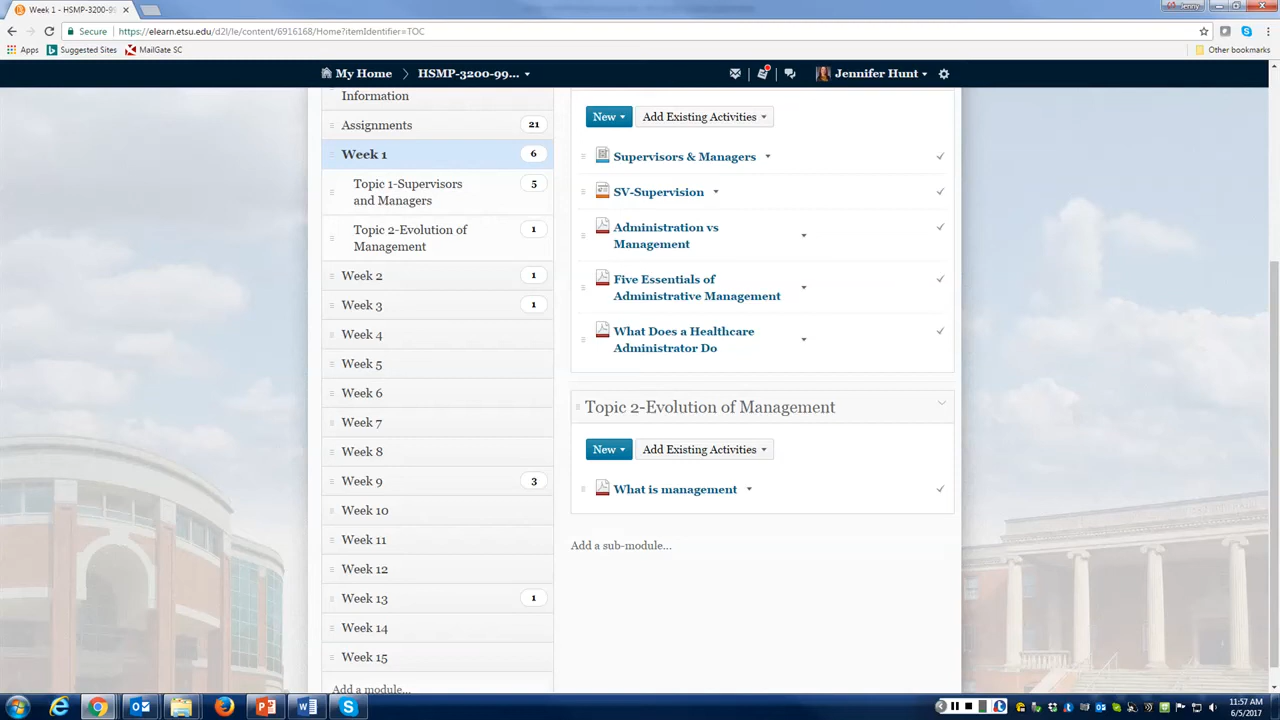 Week 1 - HSMP-3200-99
Jenny
Secure
https://elearn.etsu.edu/d2l/le/content/6916168/Home?itemIdentifier=TOC
Apps
Suggested Sites
MailGate SC
Other bookmarks
My Home
HSMP-3200-99...
Jennifer Hunt
Information
Assignments
21
Week 1
6
Topic 1-Supervisors
and Managers
5
Topic 2-Evolution of
Management
1
Week 2
1
Week 3
1
Week 4
Week 5
Week 6
Week 7
Week 8
Week 9
3
Week 10
Week 11
Week 12
Week 13
1
Week 14
Week 15
Add a module...
New
Add Existing Activities
Supervisors & Managers
SV-Supervision
Administration vs
Management
Five Essentials of
Administrative Management
What Does a Healthcare
Administrator Do
Topic 2-Evolution of Management
New
Add Existing Activities
What is management
Add a sub-module...
11:57 AM
6/5/2017